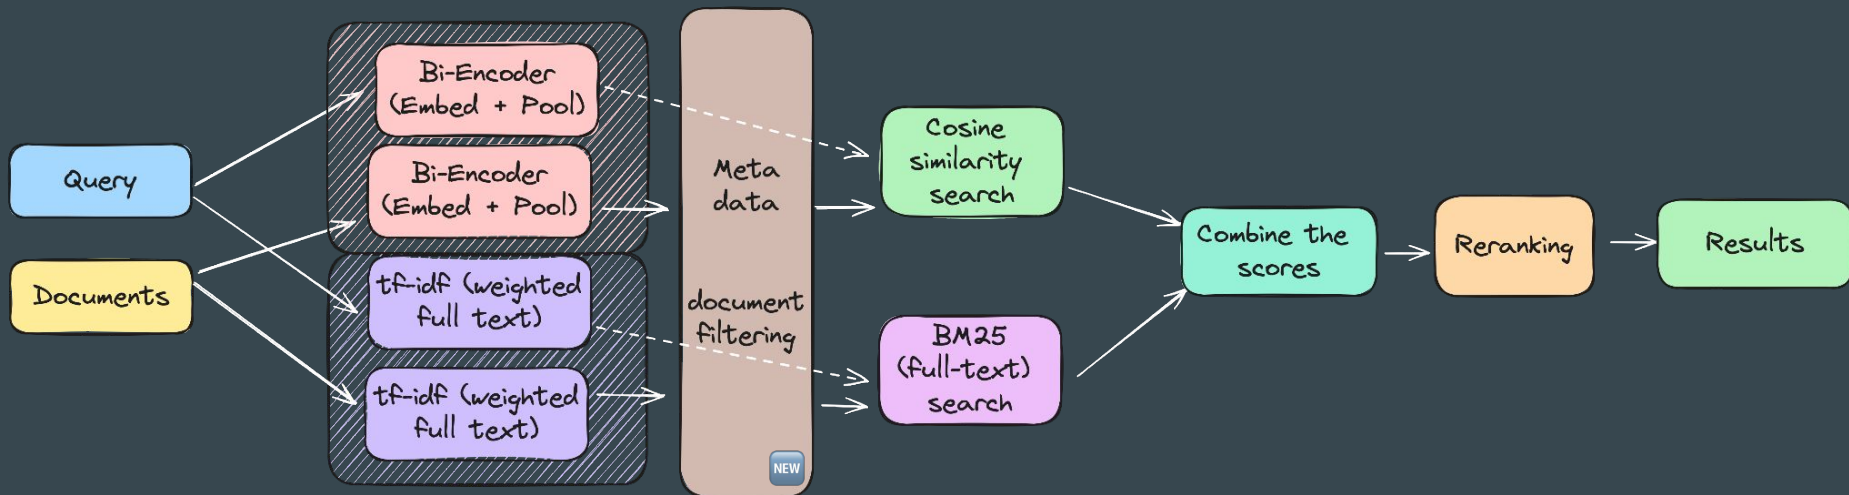 Query
Documents
Bi-Encoder
(Embed + Pool)
Bi-Encoder
(Embed + Pool)
tf-idf (weighted
full text)
tf-idf (weighted
full text)
Meta
data
document
filtering
NEW
Cosine
similarity
search
BM25
(full-text)
search
Combine the
scores
Reranking
Results